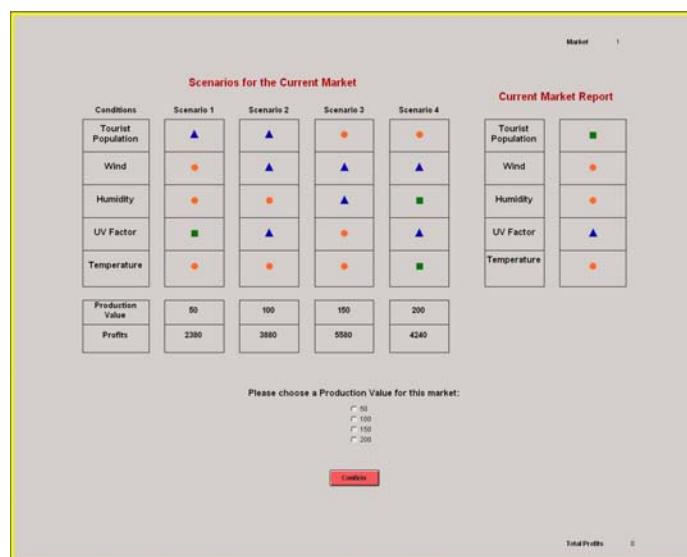 Market 1
Scenarios for the Current Market
Current Market Report
Conditions Scenario 1 Scenario 2 Scenario 3 Scenario 4
Tourist
Population
Wind
Humidity
UV Factor
Temperature
Tourist
Population
Wind
Humidity
UV Factor
Temperature
Production
Value
50 100 150 200
Profits 2380 3880 5580 4240
Please choose a Production Value for this market:
50
100
150
200
Confirm
Total Profits 0